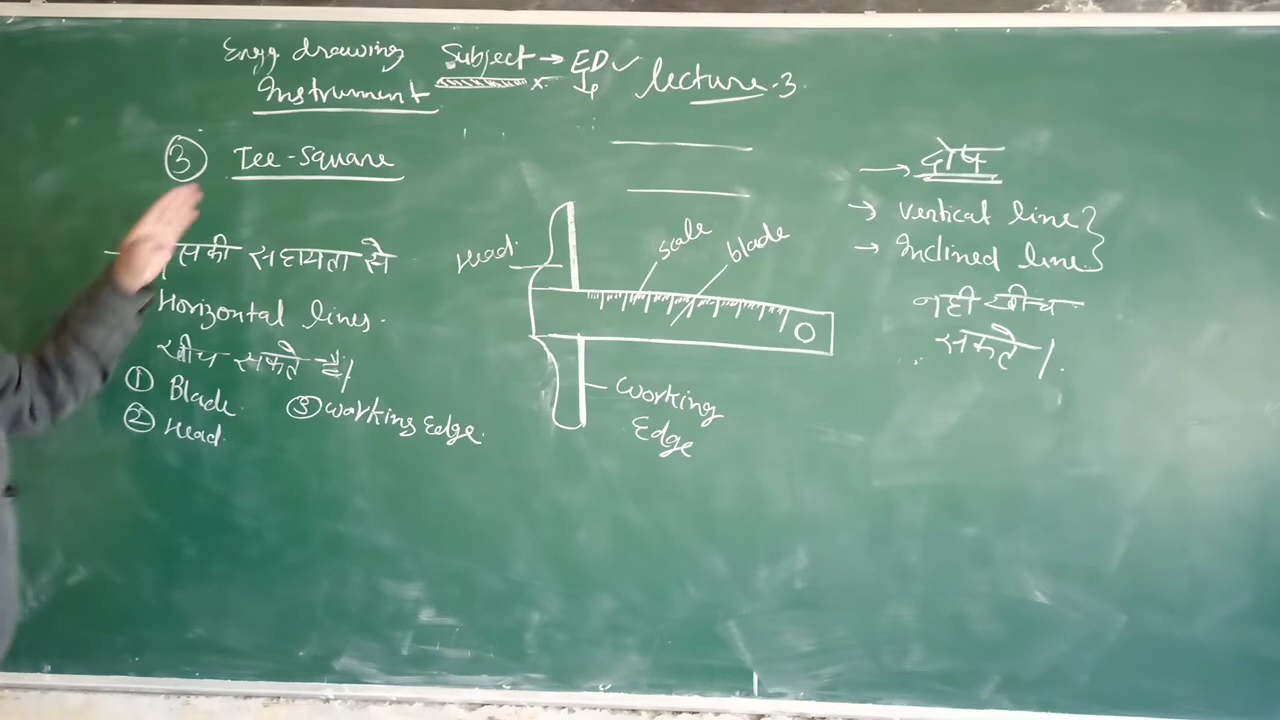 Engg drawing
Instrument
Subject → ED ✓
Lecture-3
③ Tee-Square
इसकी सहायता से
Horizontal lines.
खींच सकते हैं।
① Blade.
② Head.
③ Working Edge.
Head.
scale
blade
Working
Edge
→ दोष
→ Vertical line }
→ Inclined line. }
नही खींच
सकते।